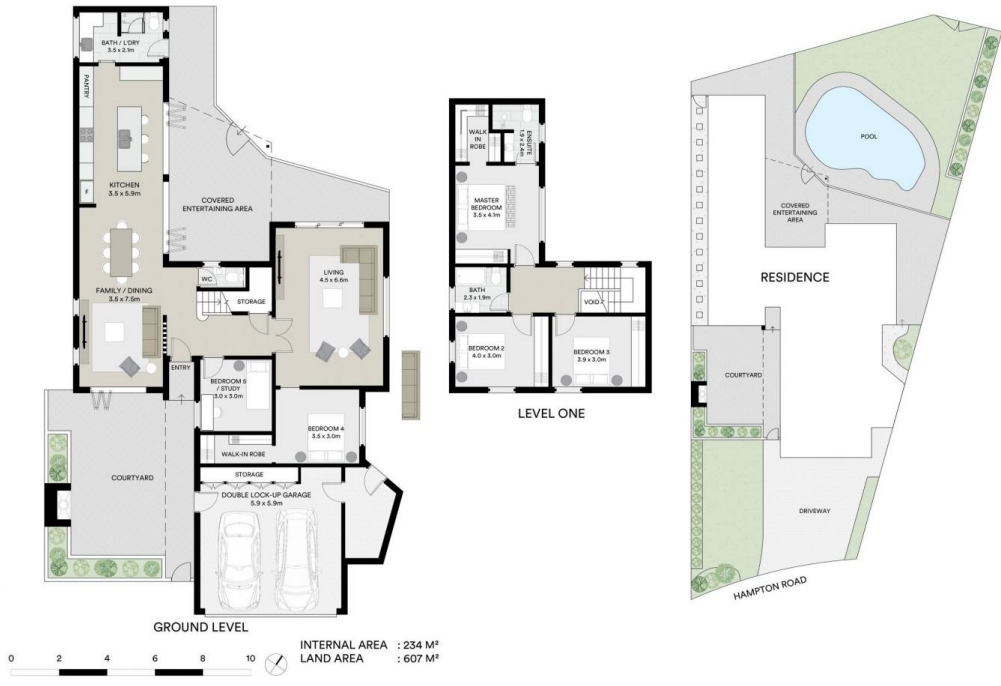 BATH / L'DRY
3.5 x 2.1m
PANTRY
KITCHEN
3.5 x 5.9m
F
COVERED
ENTERTAINING AREA
WC
STORAGE
LIVING
4.5 x 6.6m
FAMILY / DINING
3.5 x 7.5m
ENTRY
BEDROOM 5
/ STUDY
3.0 x 3.0m
BEDROOM 4
3.5 x 3.0m
WALK-IN ROBE
COURTYARD
STORAGE
DOUBLE LOCK-UP GARAGE
5.9 x 5.9m
GROUND LEVEL
WALK
IN
ROBE
ENSUITE
1.9 x 2.4m
MASTER
BEDROOM
3.5 x 4.1m
BATH
2.3 x 1.9m
VOID
BEDROOM 2
4.0 x 3.0m
BEDROOM 3
3.9 x 3.0m
LEVEL ONE
POOL
COVERED
ENTERTAINING
AREA
RESIDENCE
COURTYARD
DRIVEWAY
HAMPTON ROAD
0 2 4 6 8 10
INTERNAL AREA : 234 M²
LAND AREA : 607 M²